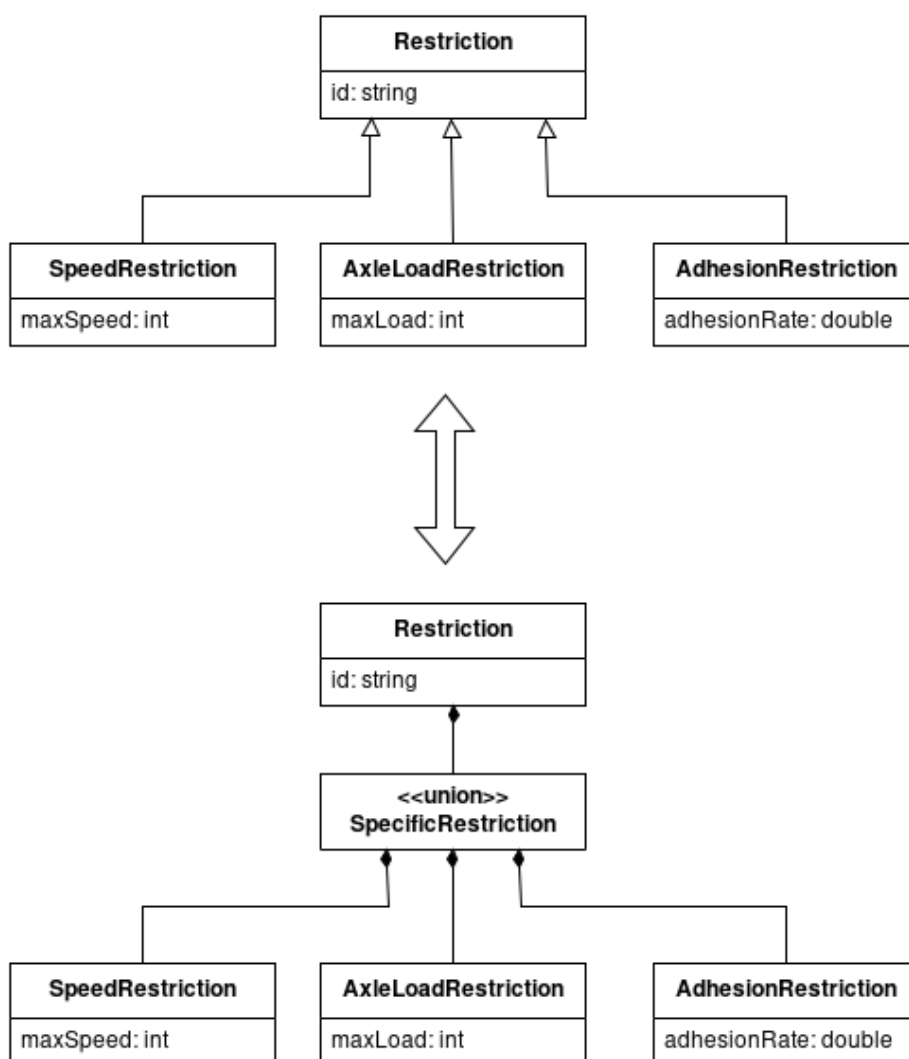 Restriction
id: string
SpeedRestriction
maxSpeed: int
AxleLoadRestriction
maxLoad: int
AdhesionRestriction
adhesionRate: double
Restriction
id: string
<<union>>
SpecificRestriction
SpeedRestriction
maxSpeed: int
AxleLoadRestriction
maxLoad: int
AdhesionRestriction
adhesionRate: double